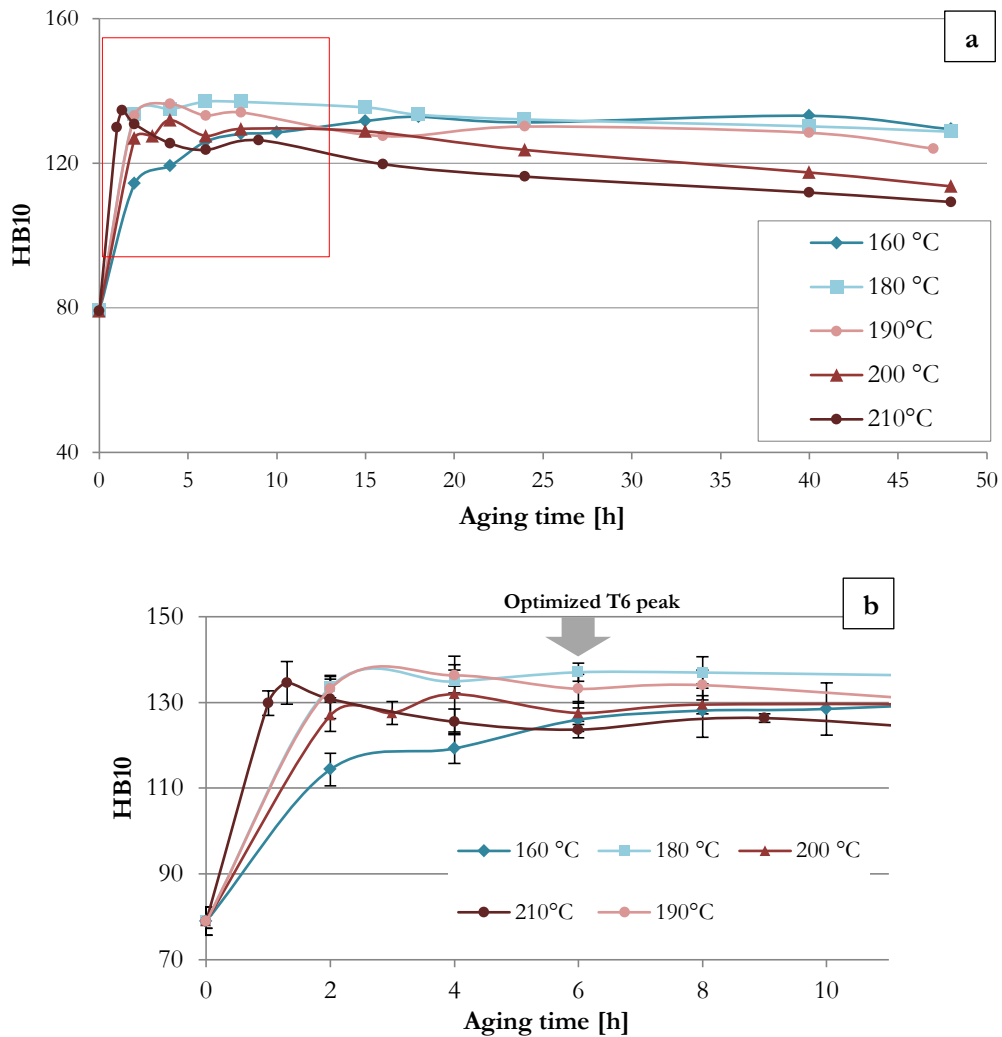 160
a
120
HB10
80
40
160 °C
180 °C
190°C
200 °C
210°C
0 5 10 15 20 25 30 35 40 45 50
Aging time [h]
Optimized T6 peak
b
150
130
110
HB10
90
70
160 °C 180 °C 200 °C
210°C 190°C
0 2 4 6 8 10
Aging time [h]